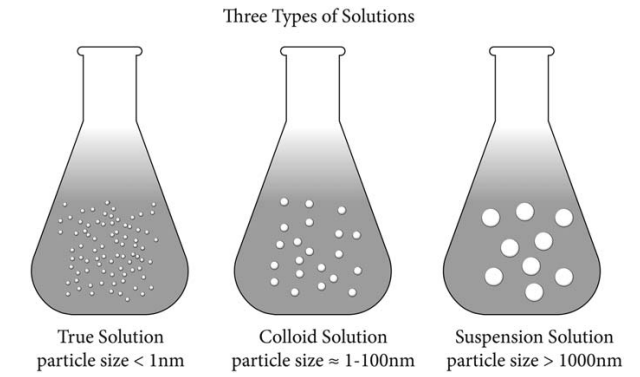 Three Types of Solutions
True Solution
particle size < 1nm
Colloid Solution
particle size ≈ 1-100nm
Suspension Solution
particle size > 1000nm